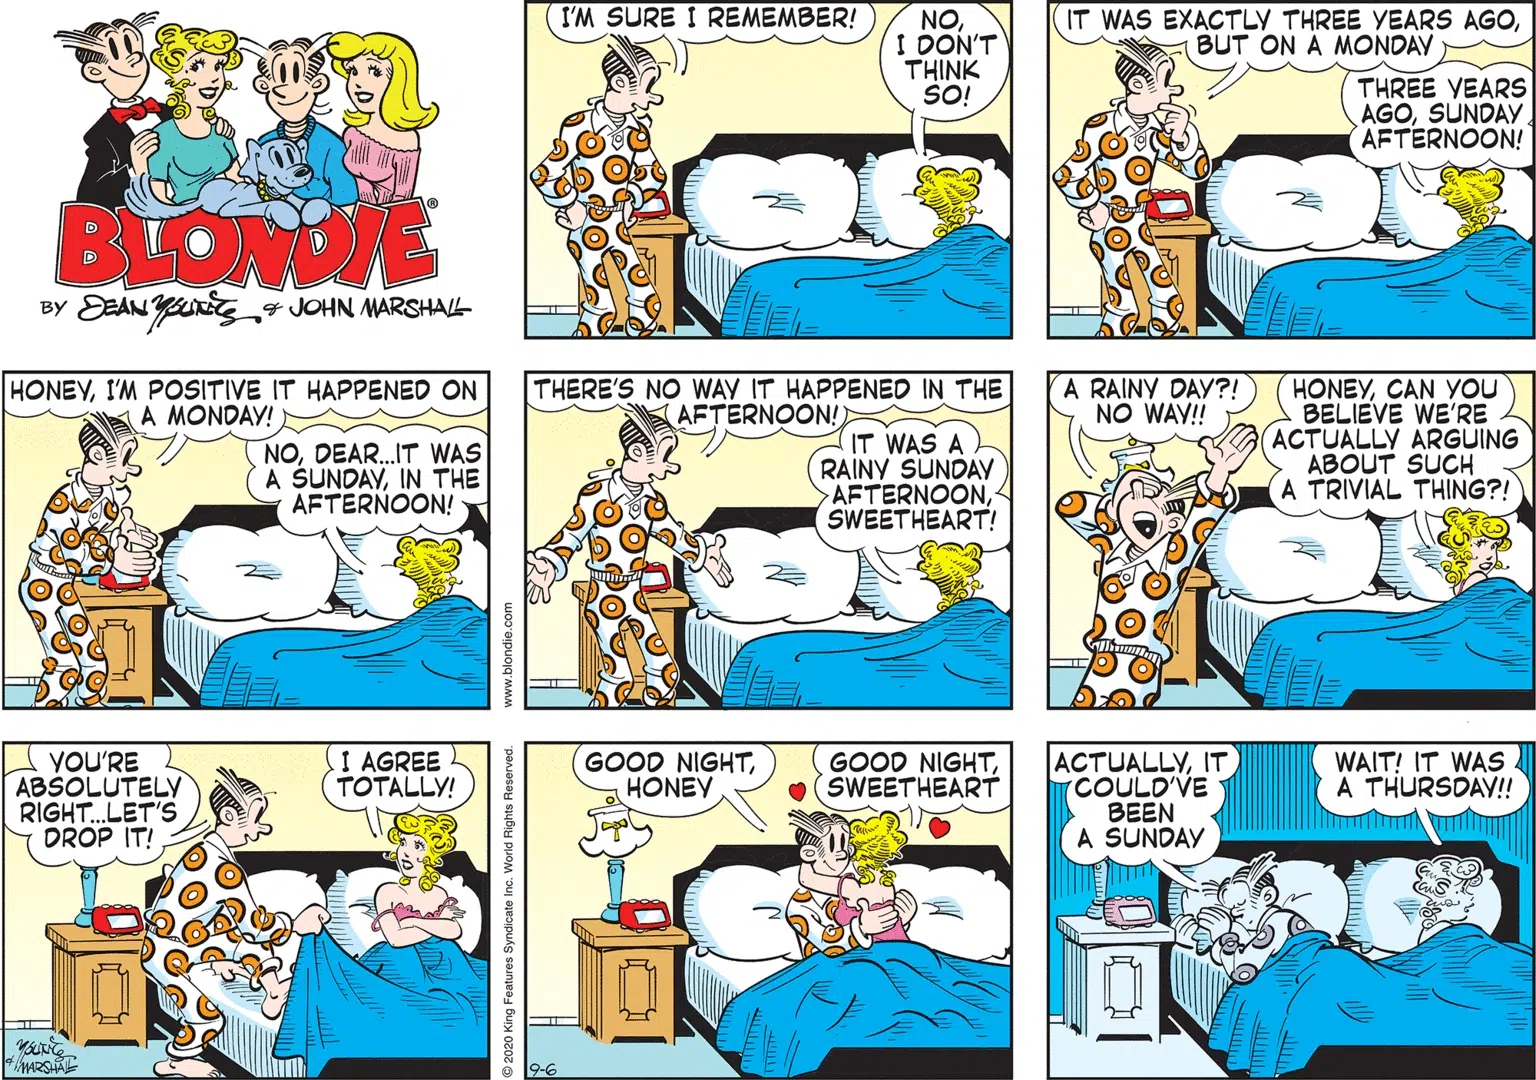 BLONDIE®
BY DEAN YOUNG & JOHN MARSHALL
I'M SURE I REMEMBER!
NO,
I DON'T
THINK
SO!
IT WAS EXACTLY THREE YEARS AGO,
BUT ON A MONDAY
THREE YEARS
AGO, SUNDAY
AFTERNOON!
HONEY, I'M POSITIVE IT HAPPENED ON
A MONDAY!
NO, DEAR...IT WAS
A SUNDAY, IN THE
AFTERNOON!
www.blondie.com
THERE'S NO WAY IT HAPPENED IN THE
AFTERNOON!
IT WAS A
RAINY SUNDAY
AFTERNOON,
SWEETHEART!
A RAINY DAY?!
NO WAY!!
HONEY, CAN YOU
BELIEVE WE'RE
ACTUALLY ARGUING
ABOUT SUCH
A TRIVIAL THING?!
YOU'RE
ABSOLUTELY
RIGHT...LET'S
DROP IT!
I AGREE
TOTALLY!
YOUNG
& MARSHALL
© 2020 King Features Syndicate Inc. World Rights Reserved.
GOOD NIGHT,
HONEY
GOOD NIGHT,
SWEETHEART
9-6
ACTUALLY, IT
COULD'VE
BEEN
A SUNDAY
WAIT! IT WAS
A THURSDAY!!